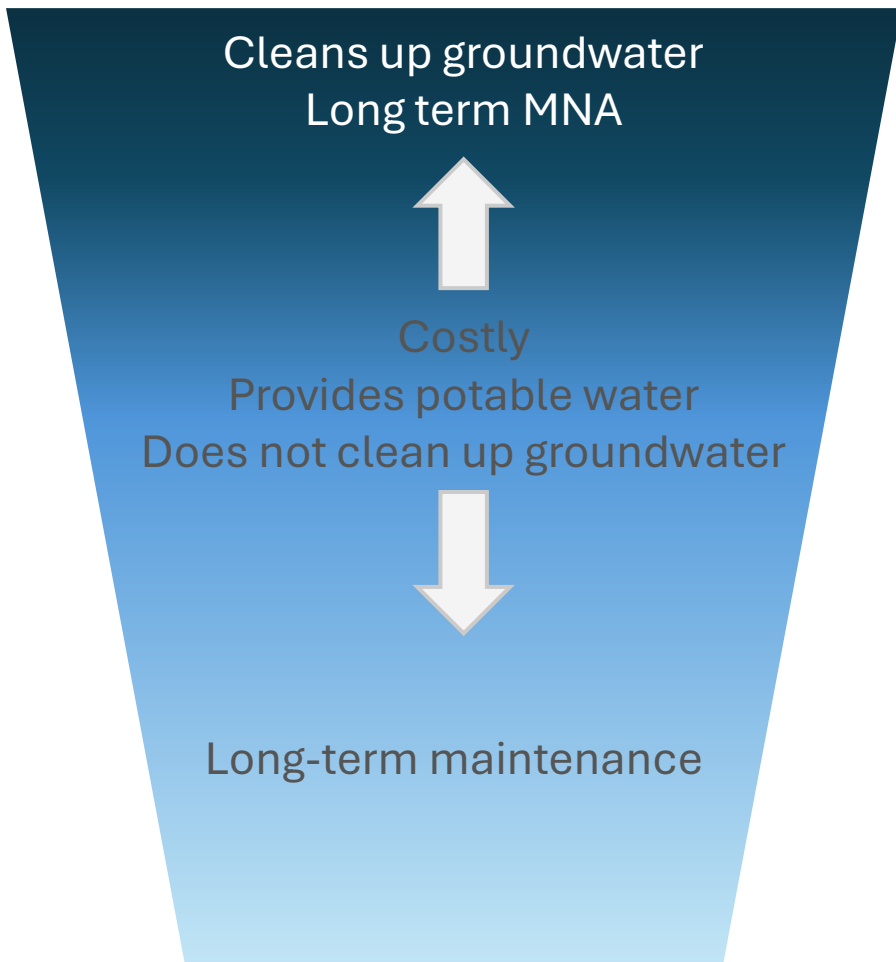 Cleans up groundwater
Long term MNA
Costly
Provides potable water
Does not clean up groundwater
Long-term maintenance